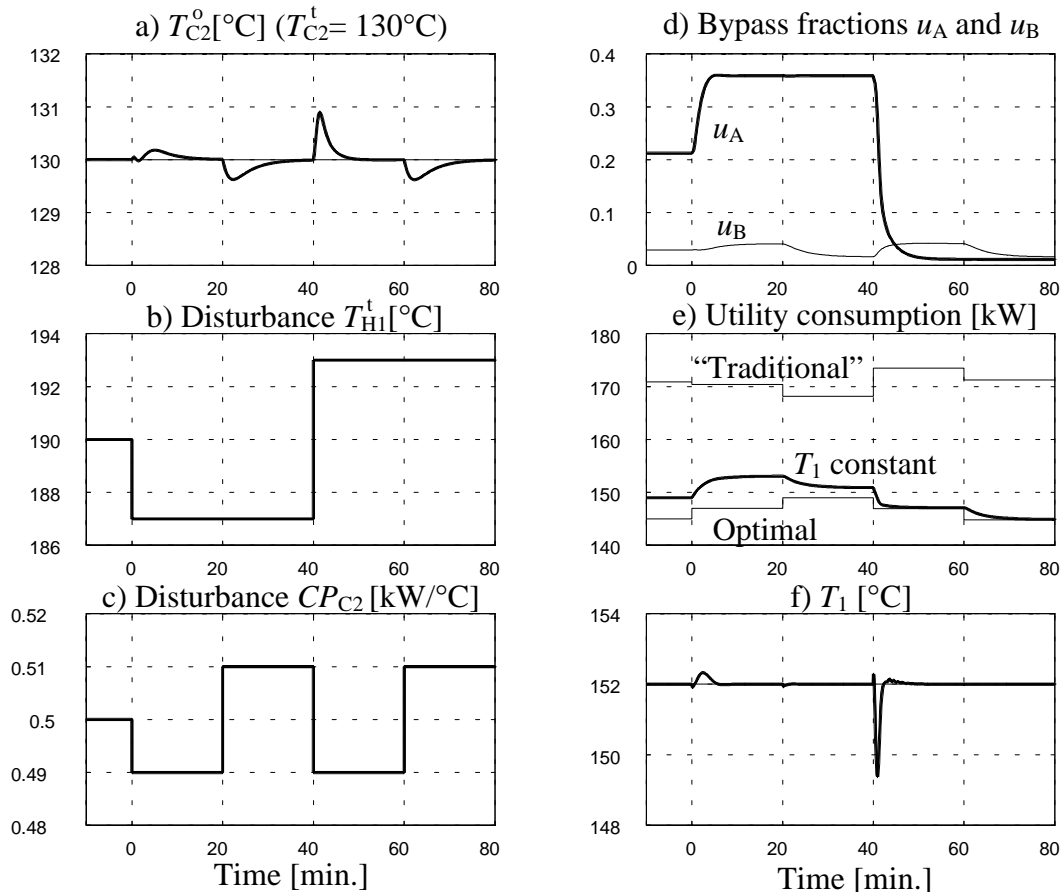 a) T_C2^o[°C] (T_C2^t= 130°C)
132
131
130
129
128
0 20 40 60 80
b) Disturbance T_H1^t[°C]
194
192
190
188
186
0 20 40 60 80
c) Disturbance CP_C2 [kW/°C]
0.52
0.51
0.5
0.49
0.48
0 20 40 60 80
Time [min.]
d) Bypass fractions u_A and u_B
0.4
0.3
u_A
0.2
0.1
u_B
0
0 20 40 60 80
e) Utility consumption [kW]
180
"Traditional"
170
160
T_1 constant
150
Optimal
140
0 20 40 60 80
f) T_1 [°C]
154
152
150
148
0 20 40 60 80
Time [min.]